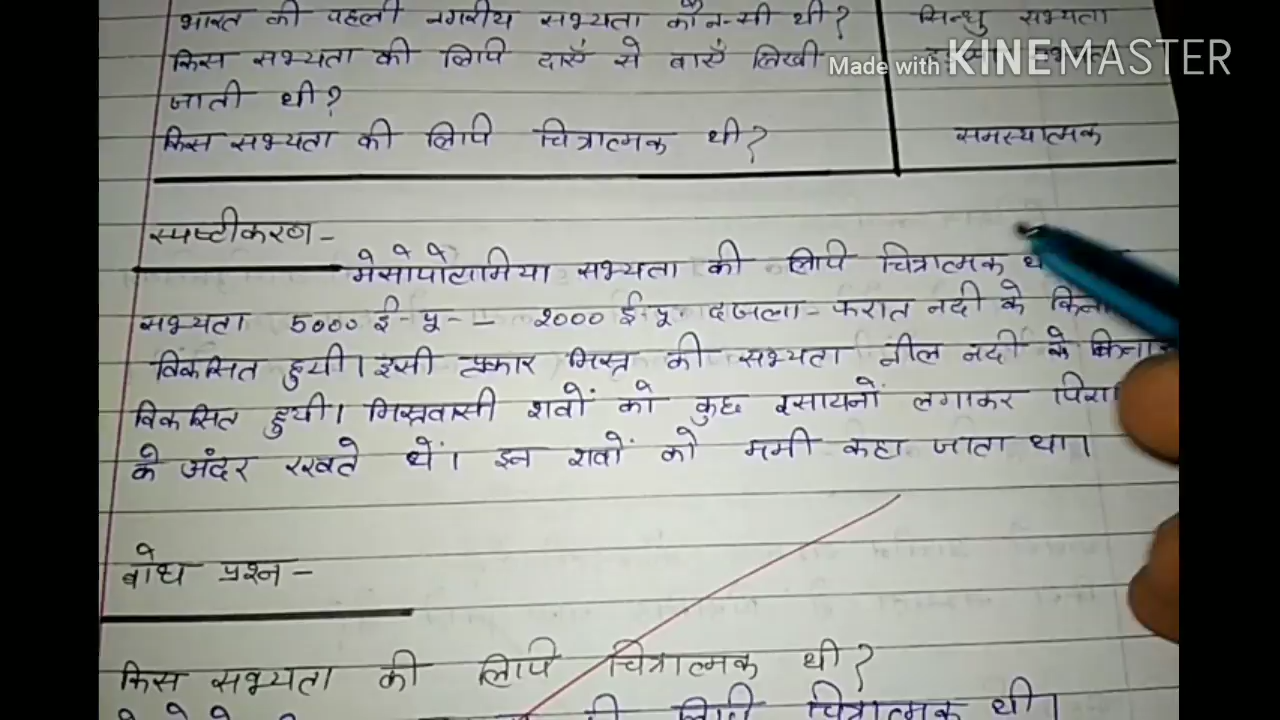 भारत की पहली नगरीय सभ्यता कौन-सी थी? सिन्धु सभ्यता
किस सभ्यता की लिपि दाएँ से बाएँ लिखी
Made with KINEMASTER
जाती थी?
किस सभ्यता की लिपि चित्रात्मक थी? समस्यात्मक
स्पष्टीकरण-
मेसोपोटामिया सभ्यता की लिपि चित्रात्मक
सभ्यता 5000 ई-पू-- 2000 ई-पू दजला-फरात नदी के
विकसित हुयी। इसी प्रकार मिस्त्र की सभ्यता नील नदी के किनारे
विकसित हुयी। मिस्त्रवासी शवों को कुछ रसायनों लगाकर
के अंदर रखते थें। इन शवों को ममी कहा जाता था।
बोध प्रश्न-
किस सभ्यता की लिपि चित्रात्मक थी?
की लिपि चित्रात्मक थी।